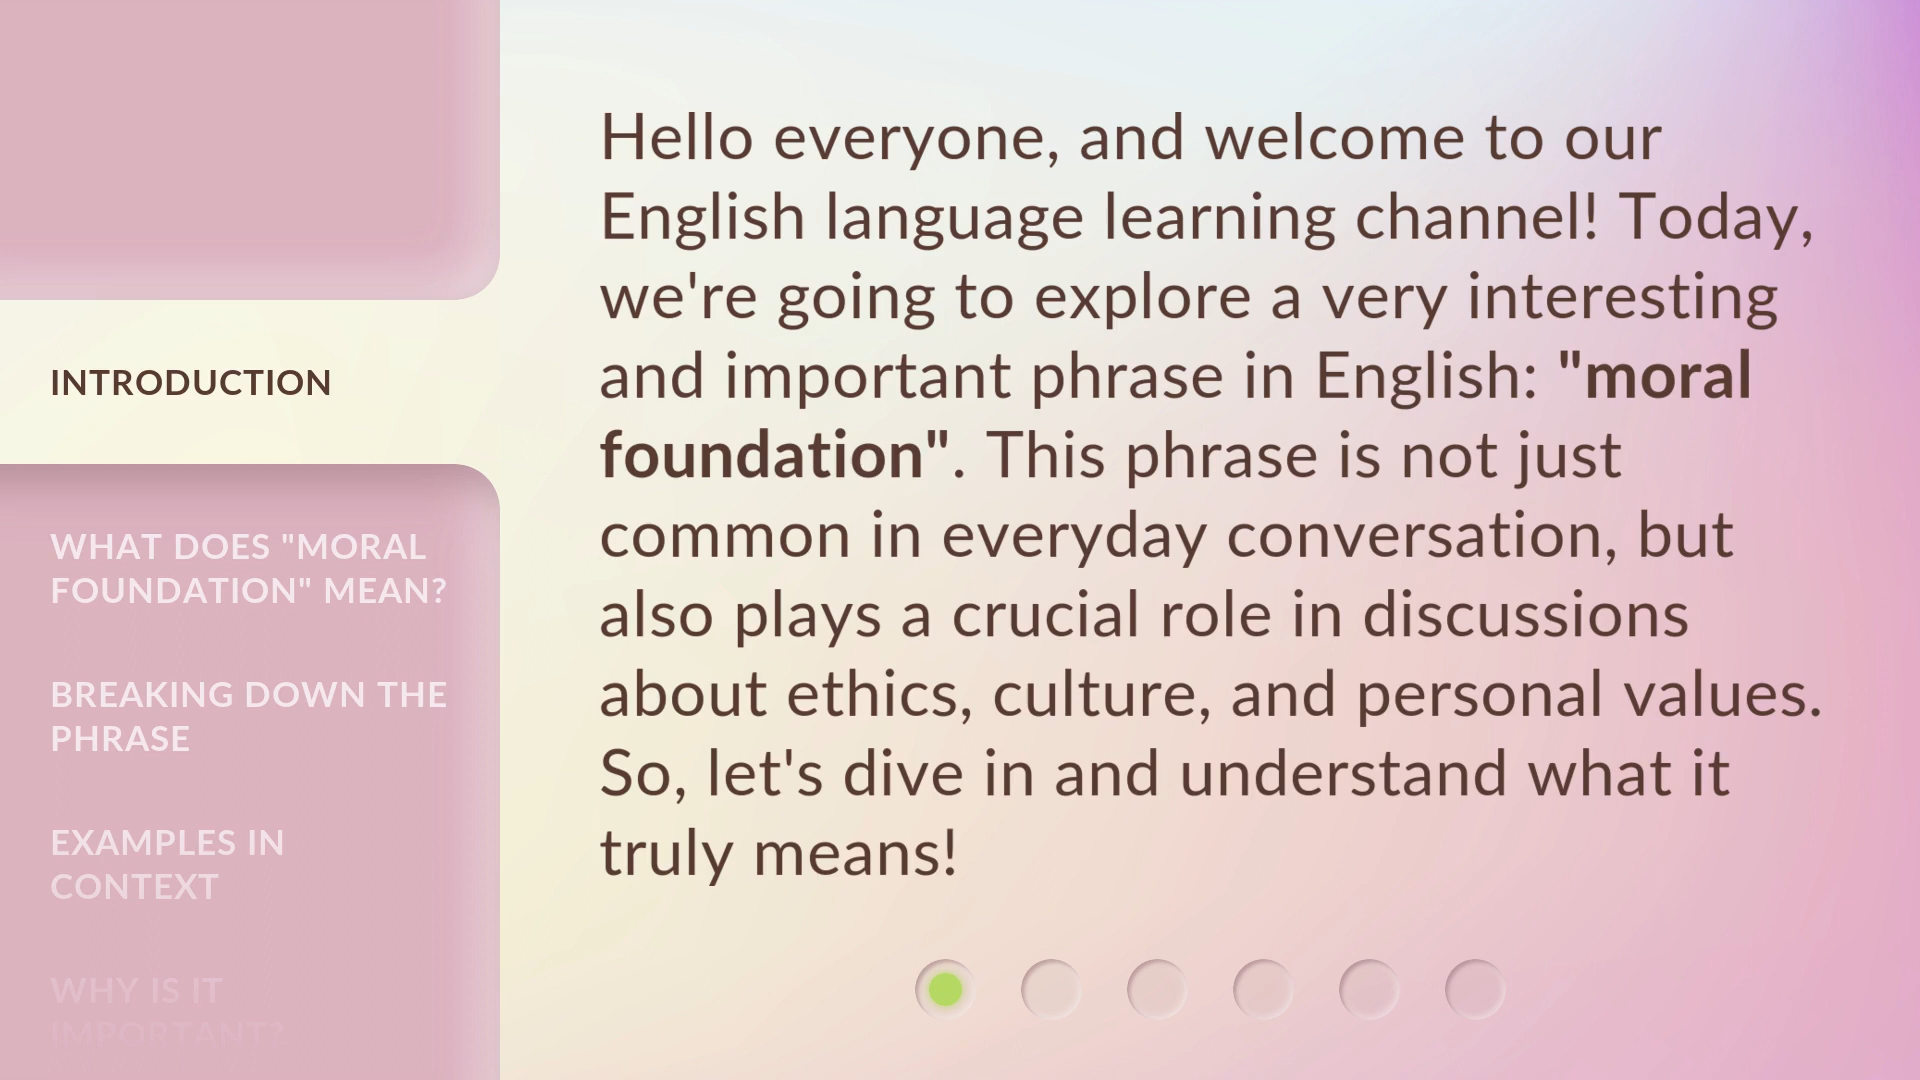 INTRODUCTION
WHAT DOES "MORAL
FOUNDATION" MEAN?
BREAKING DOWN THE
PHRASE
EXAMPLES IN
CONTEXT
WHY IS IT
IMPORTANT?
Hello everyone, and welcome to our
English language learning channel! Today,
we're going to explore a very interesting
and important phrase in English: "moral
foundation". This phrase is not just
common in everyday conversation, but
also plays a crucial role in discussions
about ethics, culture, and personal values.
So, let's dive in and understand what it
truly means!